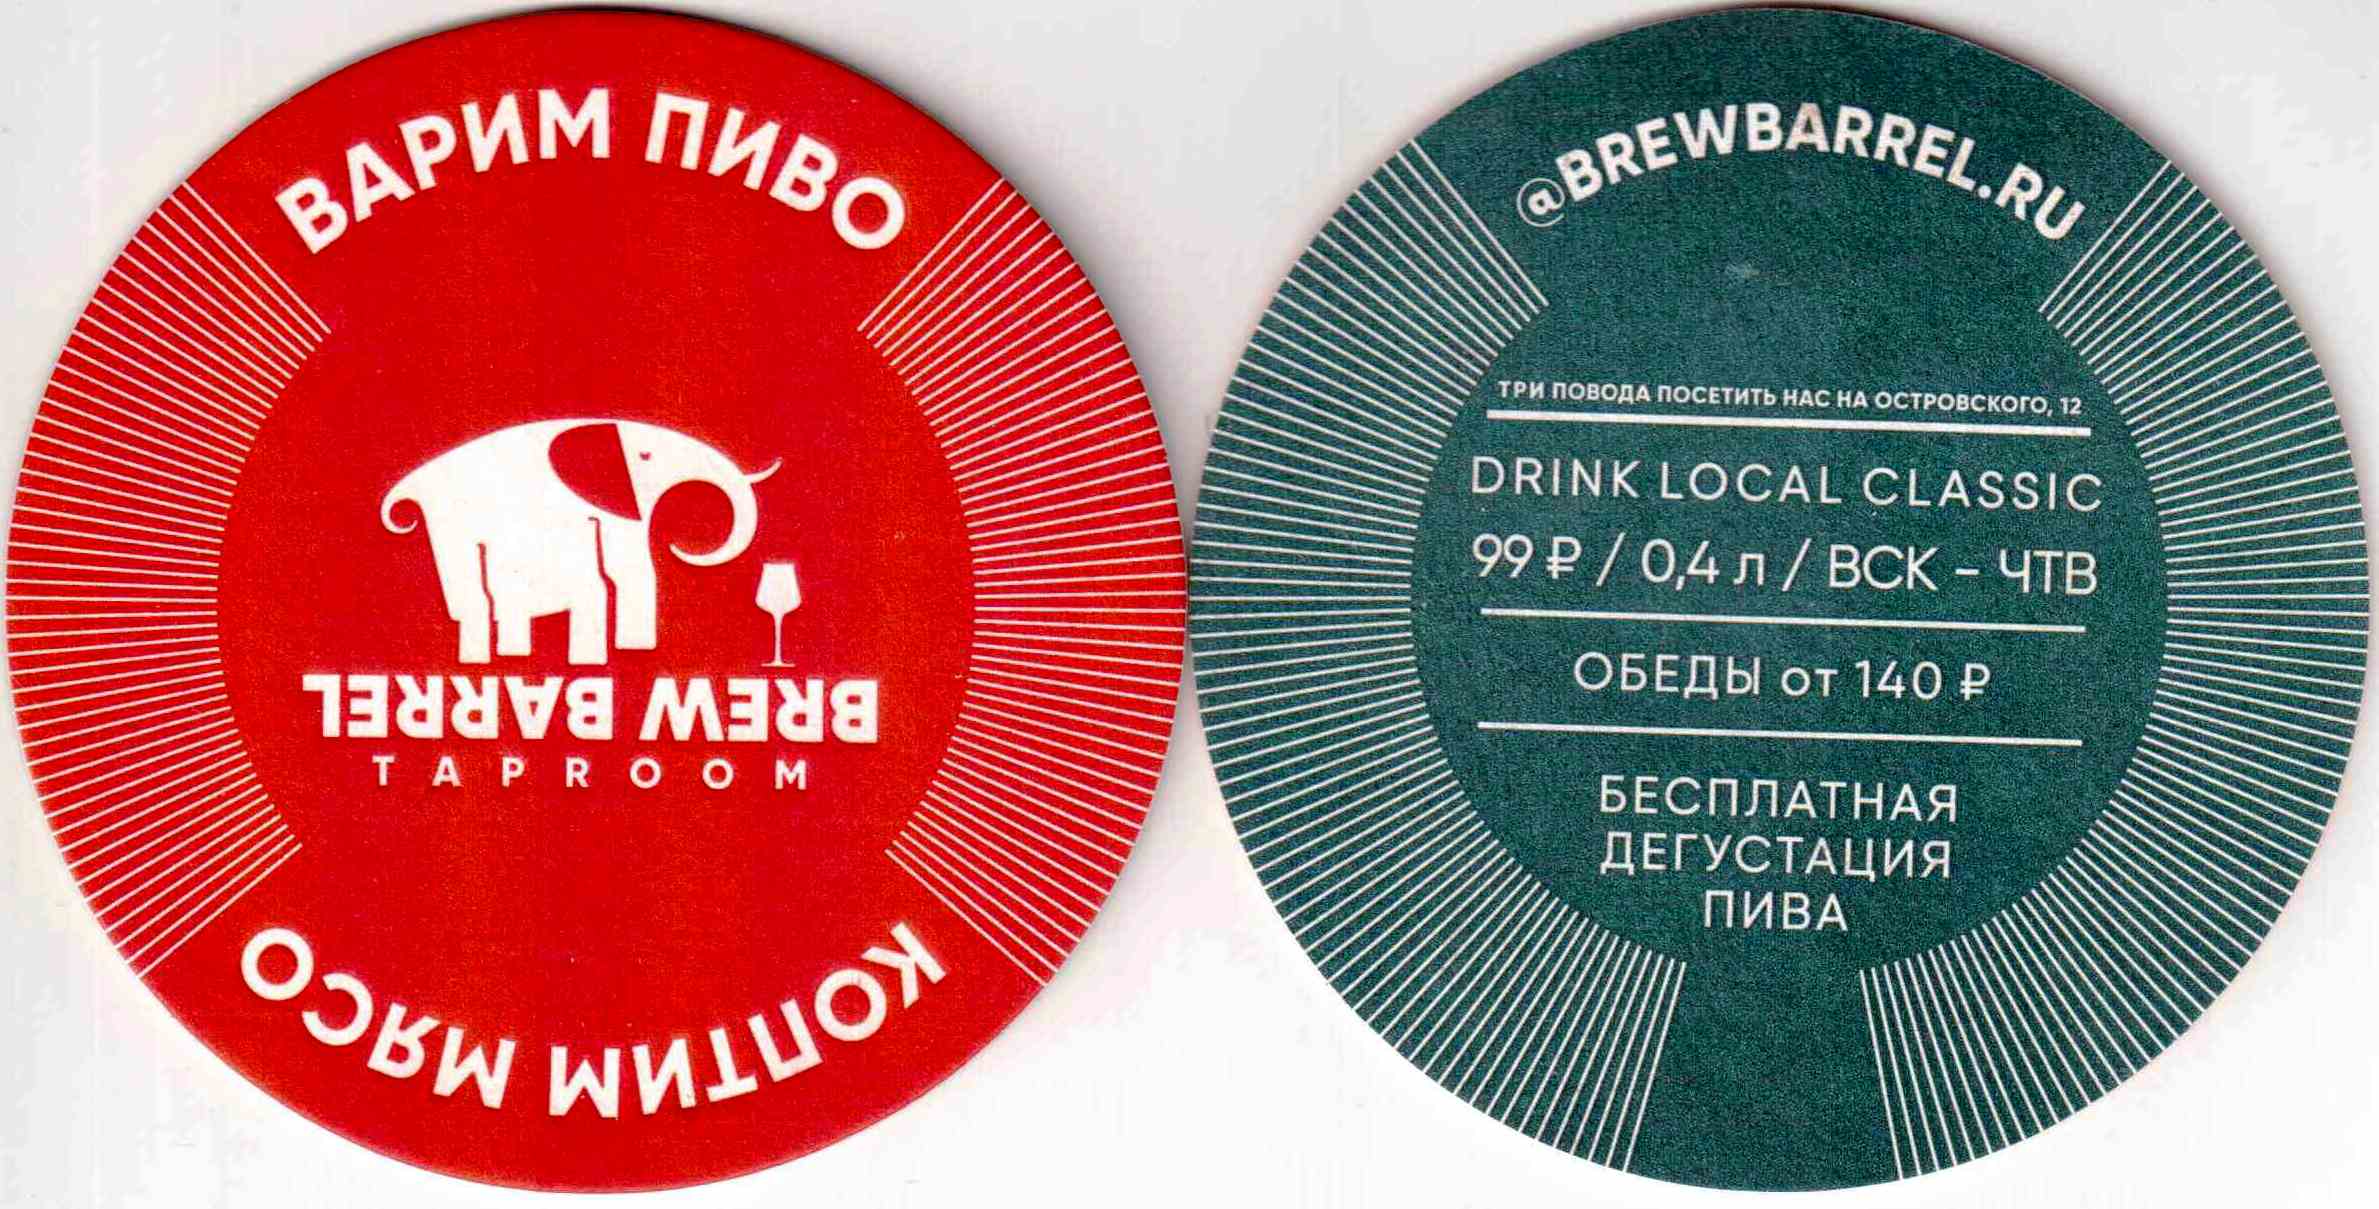 ВАРИМ ПИВО
BREW BARREL
TAPROOM
КОПТИМ МЯСО
@BREWBARREL.RU
ТРИ ПОВОДА ПОСЕТИТЬ НАС НА ОСТРОВСКОГО, 12
DRINK LOCAL CLASSIC
99 ₽ / 0,4 л / ВСК - ЧТВ
ОБЕДЫ от 140 ₽
БЕСПЛАТНАЯ
ДЕГУСТАЦИЯ
ПИВА